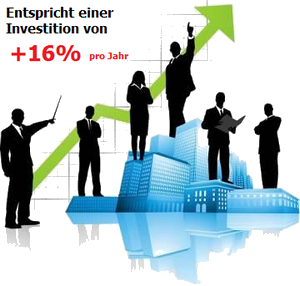 Entspricht einer
Investition von
+16% pro Jahr